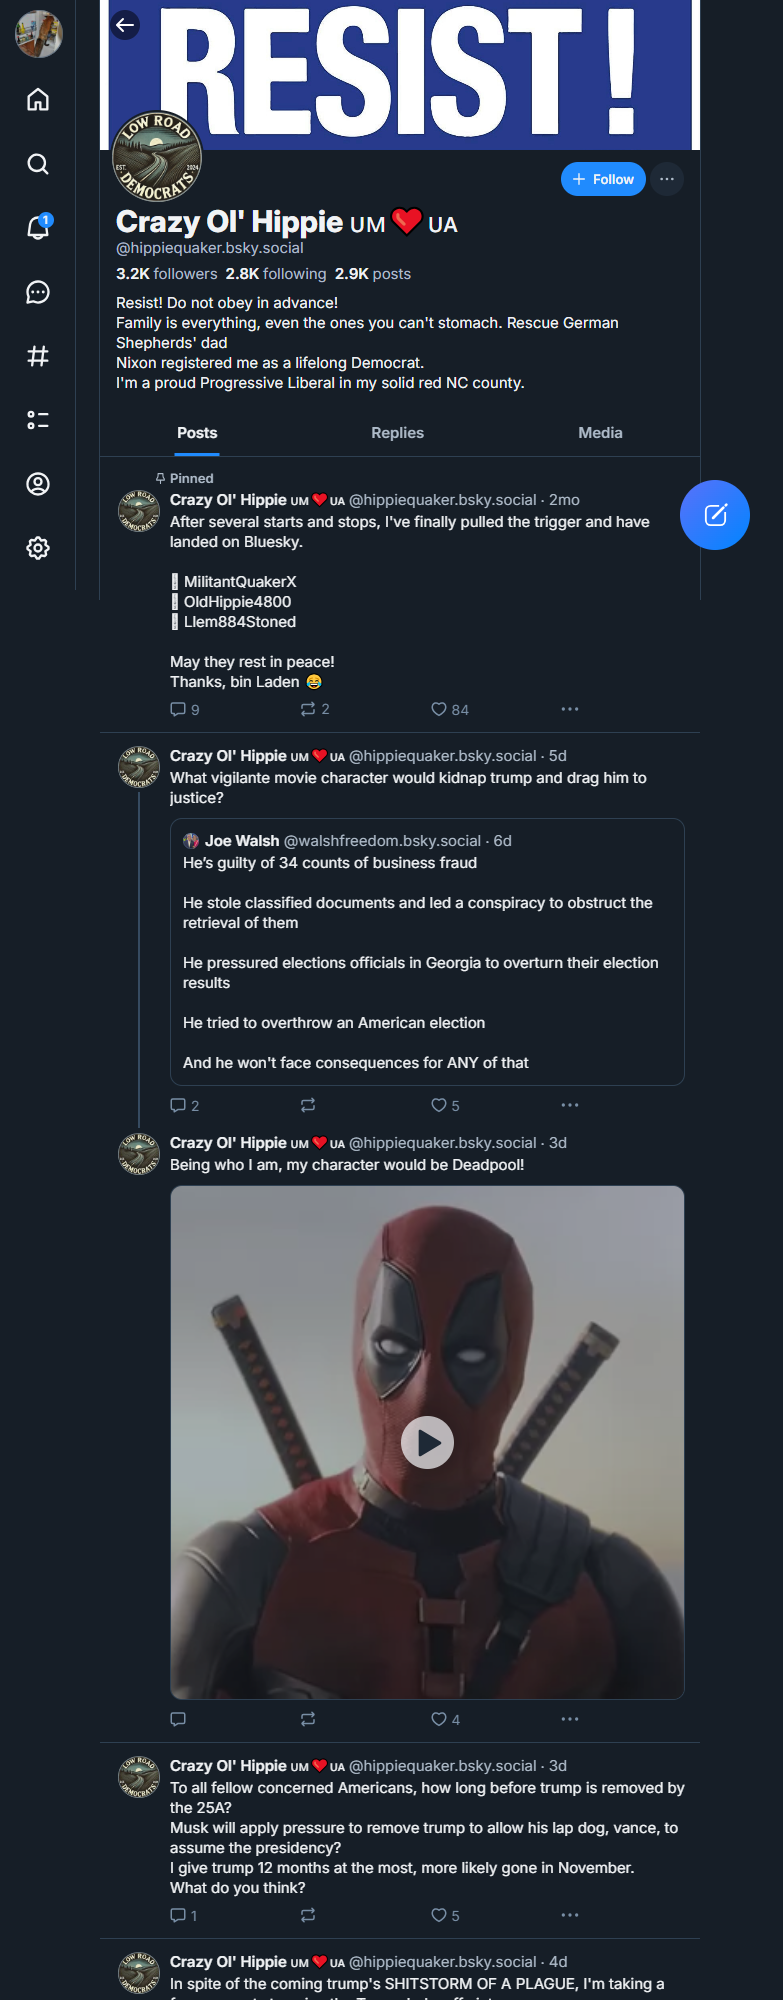 RESIST!
LOW ROAD
EST. 2024
DEMOCRATS
+ Follow
Crazy Ol' Hippie UM❤️UA
@hippiequaker.bsky.social
3.2K followers 2.8K following 2.9K posts
Resist! Do not obey in advance!
Family is everything, even the ones you can't stomach. Rescue German
Shepherds' dad
Nixon registered me as a lifelong Democrat.
I'm a proud Progressive Liberal in my solid red NC county.
Posts Replies Media
1
Pinned
Crazy Ol' Hippie UM❤️UA @hippiequaker.bsky.social · 2mo
After several starts and stops, I've finally pulled the trigger and have
landed on Bluesky.
MilitantQuakerX
OldHippie4800
Llem884Stoned
May they rest in peace!
Thanks, bin Laden 😂
9 2 84
Crazy Ol' Hippie UM❤️UA @hippiequaker.bsky.social · 5d
What vigilante movie character would kidnap trump and drag him to
justice?
Joe Walsh @walshfreedom.bsky.social · 6d
He's guilty of 34 counts of business fraud
He stole classified documents and led a conspiracy to obstruct the
retrieval of them
He pressured elections officials in Georgia to overturn their election
results
He tried to overthrow an American election
And he won't face consequences for ANY of that
2 5
Crazy Ol' Hippie UM❤️UA @hippiequaker.bsky.social · 3d
Being who I am, my character would be Deadpool!
4
Crazy Ol' Hippie UM❤️UA @hippiequaker.bsky.social · 3d
To all fellow concerned Americans, how long before trump is removed by
the 25A?
Musk will apply pressure to remove trump to allow his lap dog, vance, to
assume the presidency?
I give trump 12 months at the most, more likely gone in November.
What do you think?
1 5
Crazy Ol' Hippie UM❤️UA @hippiequaker.bsky.social · 4d
In spite of the coming trump's SHITSTORM OF A PLAGUE, I'm taking a